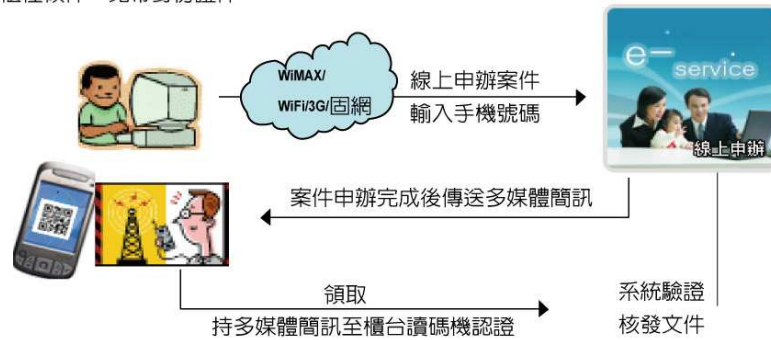 WiMAX/
WiFi/3G/固網
線上申辦案件
輸入手機號碼
e-
service
線上申辦
案件申辦完成後傳送多媒體簡訊
領取
持多媒體簡訊至櫃台讀碼機認證
系統驗證
核發文件